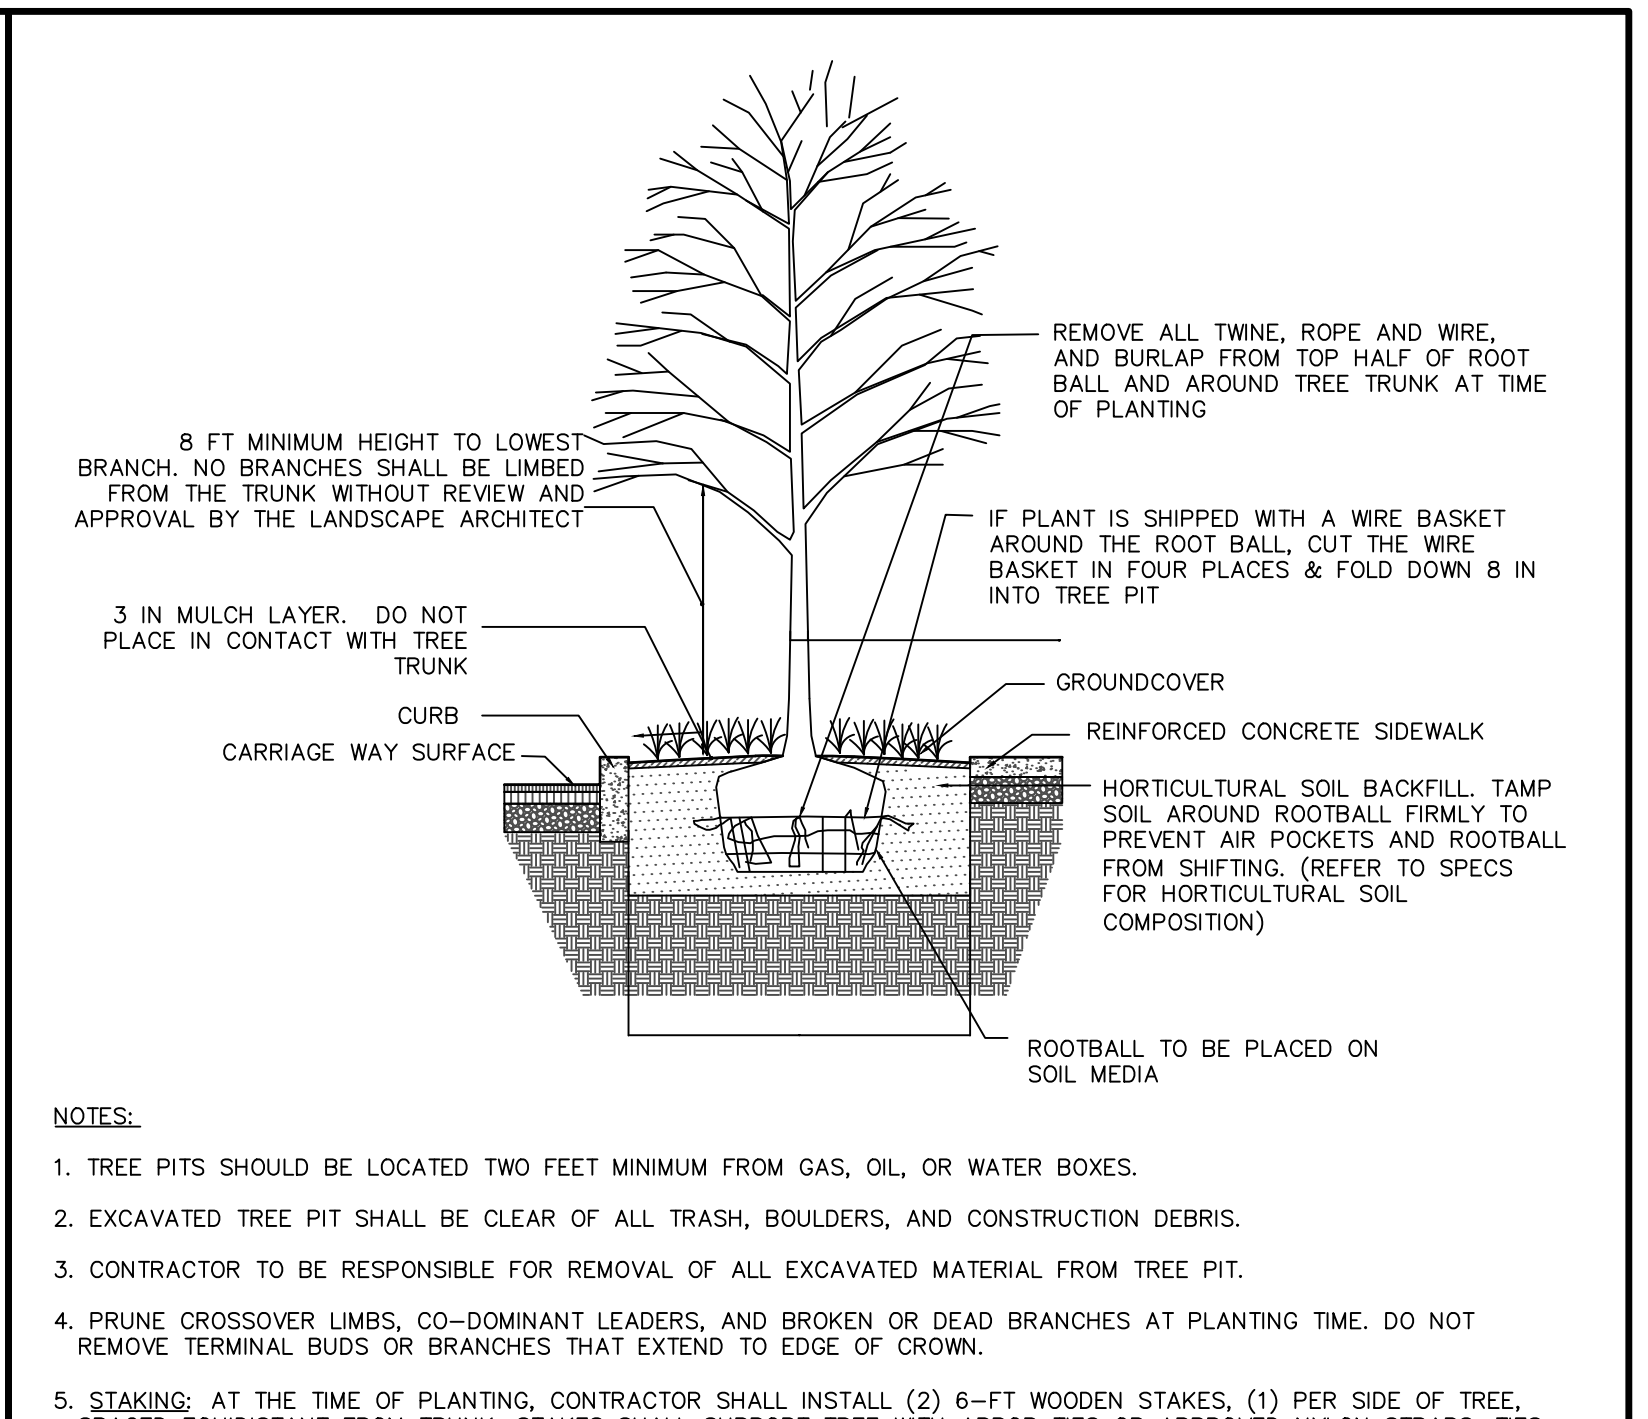 REMOVE ALL TWINE, ROPE AND WIRE,
AND BURLAP FROM TOP HALF OF ROOT
BALL AND AROUND TREE TRUNK AT TIME
OF PLANTING
8 FT MINIMUM HEIGHT TO LOWEST
BRANCH. NO BRANCHES SHALL BE LIMBED
FROM THE TRUNK WITHOUT REVIEW AND
APPROVAL BY THE LANDSCAPE ARCHITECT
IF PLANT IS SHIPPED WITH A WIRE BASKET
AROUND THE ROOT BALL, CUT THE WIRE
BASKET IN FOUR PLACES & FOLD DOWN 8 IN
INTO TREE PIT
3 IN MULCH LAYER. DO NOT
PLACE IN CONTACT WITH TREE
TRUNK
GROUNDCOVER
CURB
REINFORCED CONCRETE SIDEWALK
CARRIAGE WAY SURFACE
HORTICULTURAL SOIL BACKFILL. TAMP
SOIL AROUND ROOTBALL FIRMLY TO
PREVENT AIR POCKETS AND ROOTBALL
FROM SHIFTING. (REFER TO SPECS
FOR HORTICULTURAL SOIL
COMPOSITION)
ROOTBALL TO BE PLACED ON
SOIL MEDIA
NOTES:
1. TREE PITS SHOULD BE LOCATED TWO FEET MINIMUM FROM GAS, OIL, OR WATER BOXES.
2. EXCAVATED TREE PIT SHALL BE CLEAR OF ALL TRASH, BOULDERS, AND CONSTRUCTION DEBRIS.
3. CONTRACTOR TO BE RESPONSIBLE FOR REMOVAL OF ALL EXCAVATED MATERIAL FROM TREE PIT.
4. PRUNE CROSSOVER LIMBS, CO-DOMINANT LEADERS, AND BROKEN OR DEAD BRANCHES AT PLANTING TIME. DO NOT
REMOVE TERMINAL BUDS OR BRANCHES THAT EXTEND TO EDGE OF CROWN.
5. STAKING: AT THE TIME OF PLANTING, CONTRACTOR SHALL INSTALL (2) 6-FT WOODEN STAKES, (1) PER SIDE OF TREE,